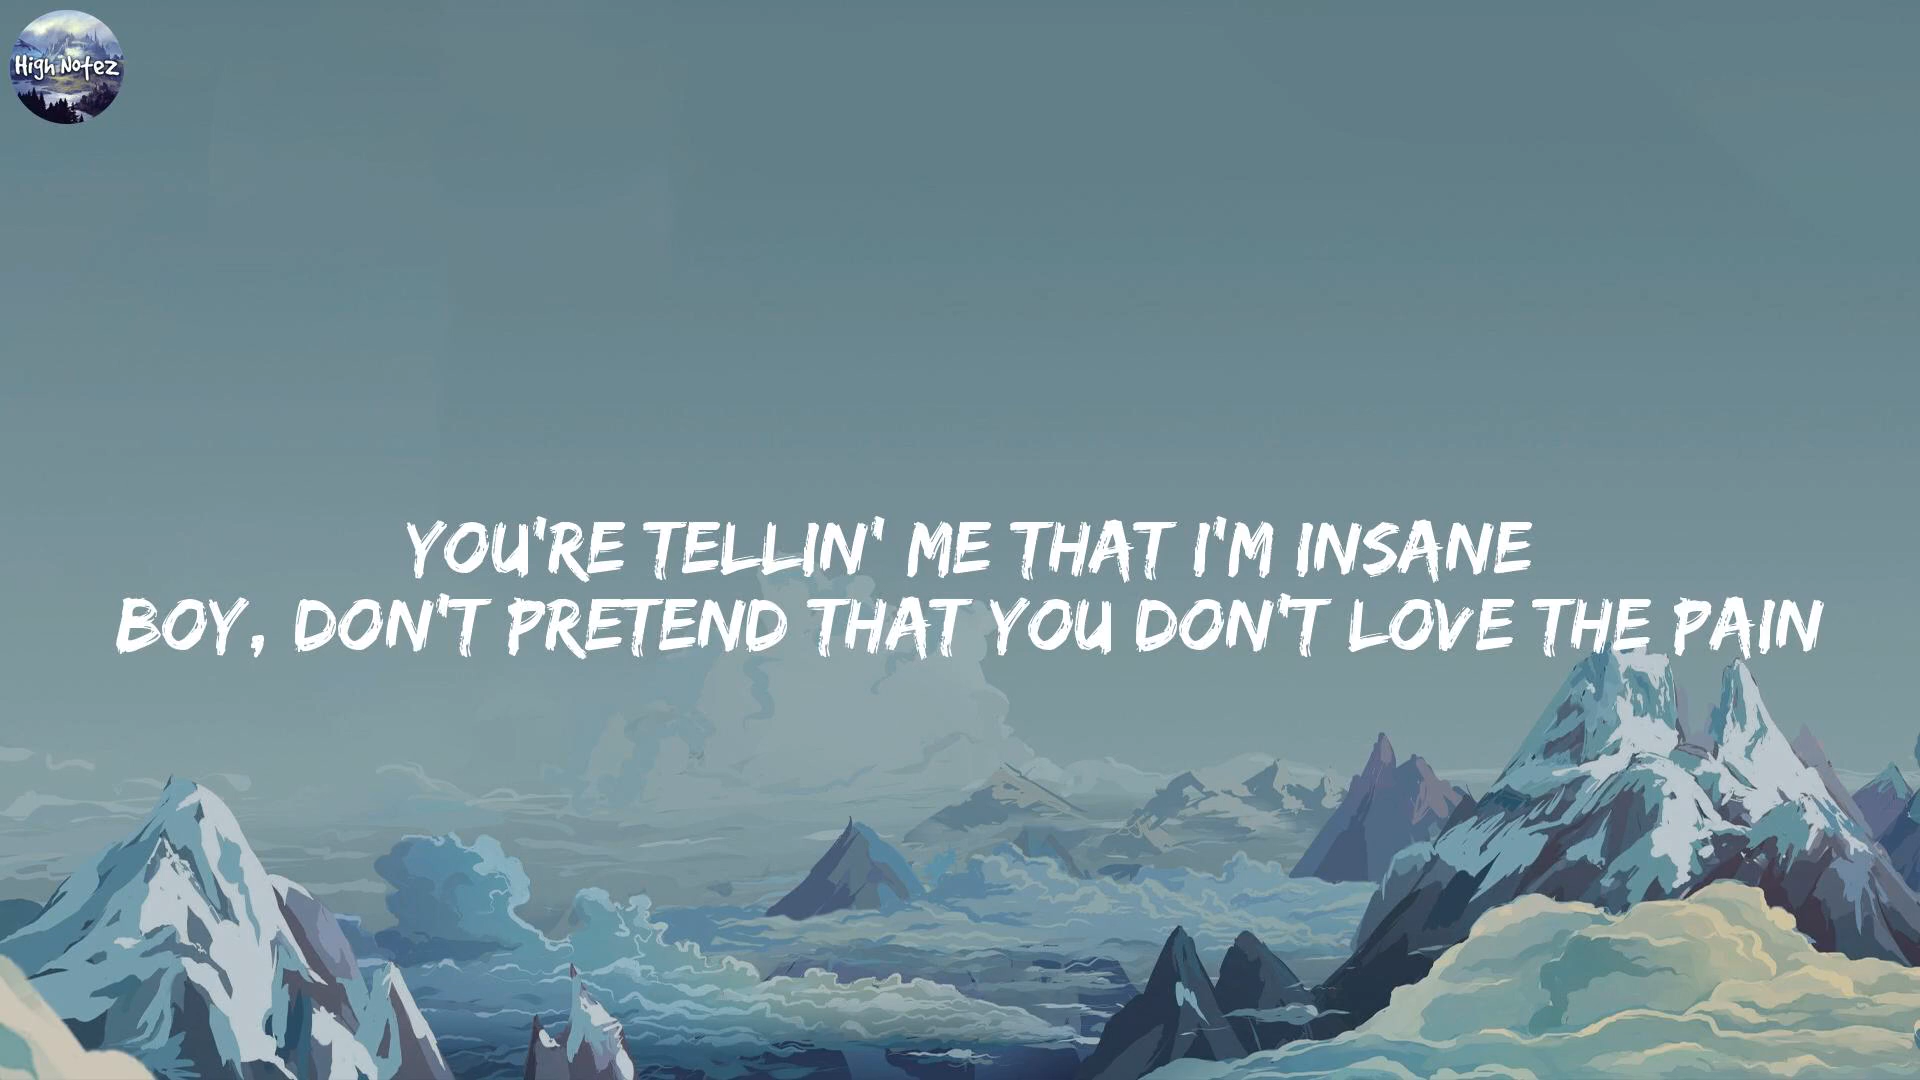 High Notez
YOU'RE TELLIN' ME THAT I'M INSANE
BOY, DON'T PRETEND THAT YOU DON'T LOVE THE PAIN